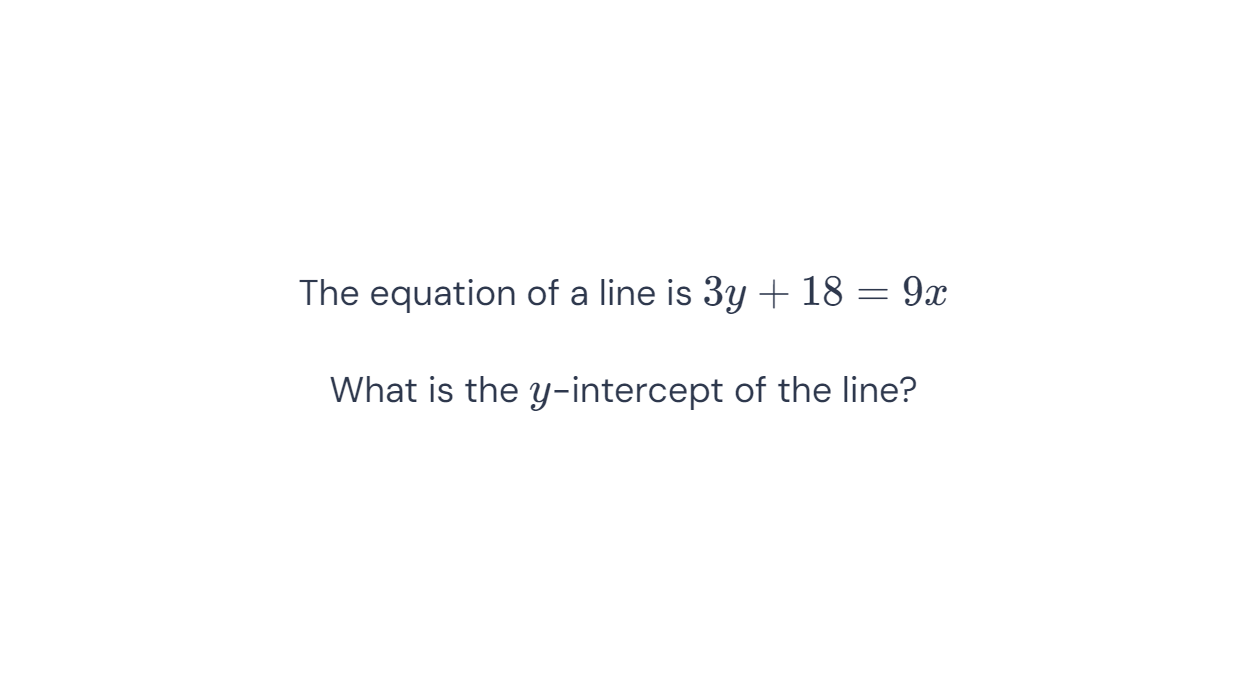 The equation of a line is 3y + 18 = 9x
What is the y-intercept of the line?